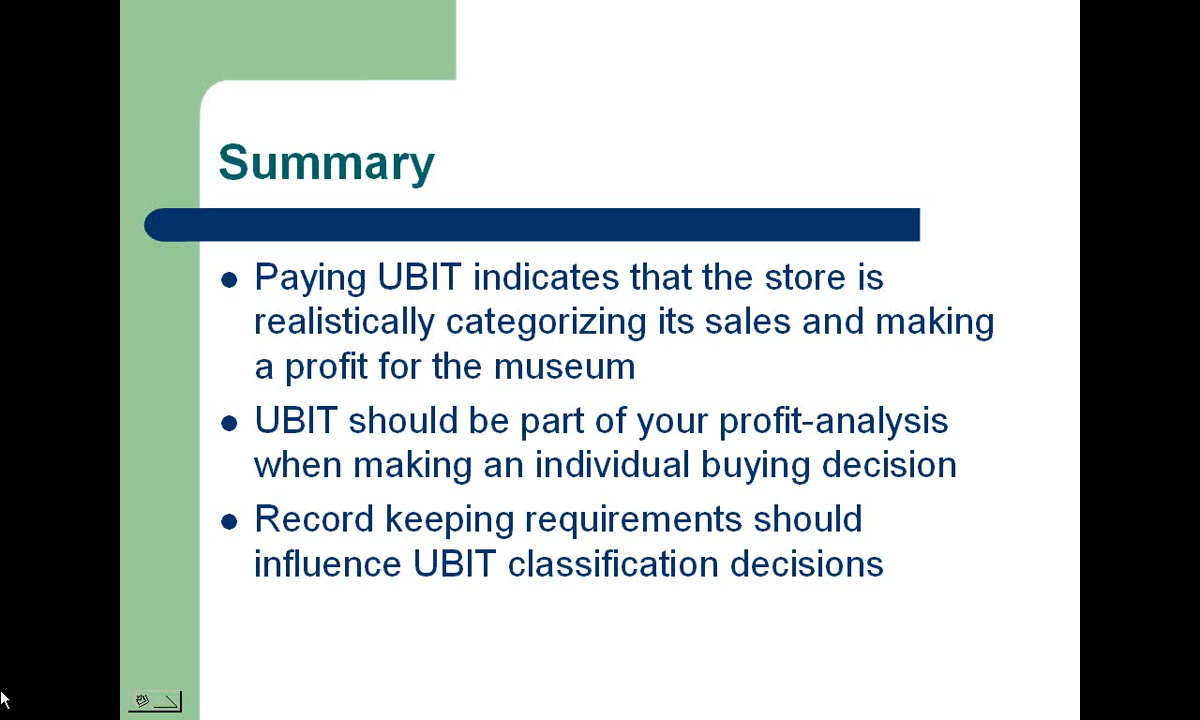 Summary
Paying UBIT indicates that the store is
realistically categorizing its sales and making
a profit for the museum
UBIT should be part of your profit-analysis
when making an individual buying decision
Record keeping requirements should
influence UBIT classification decisions